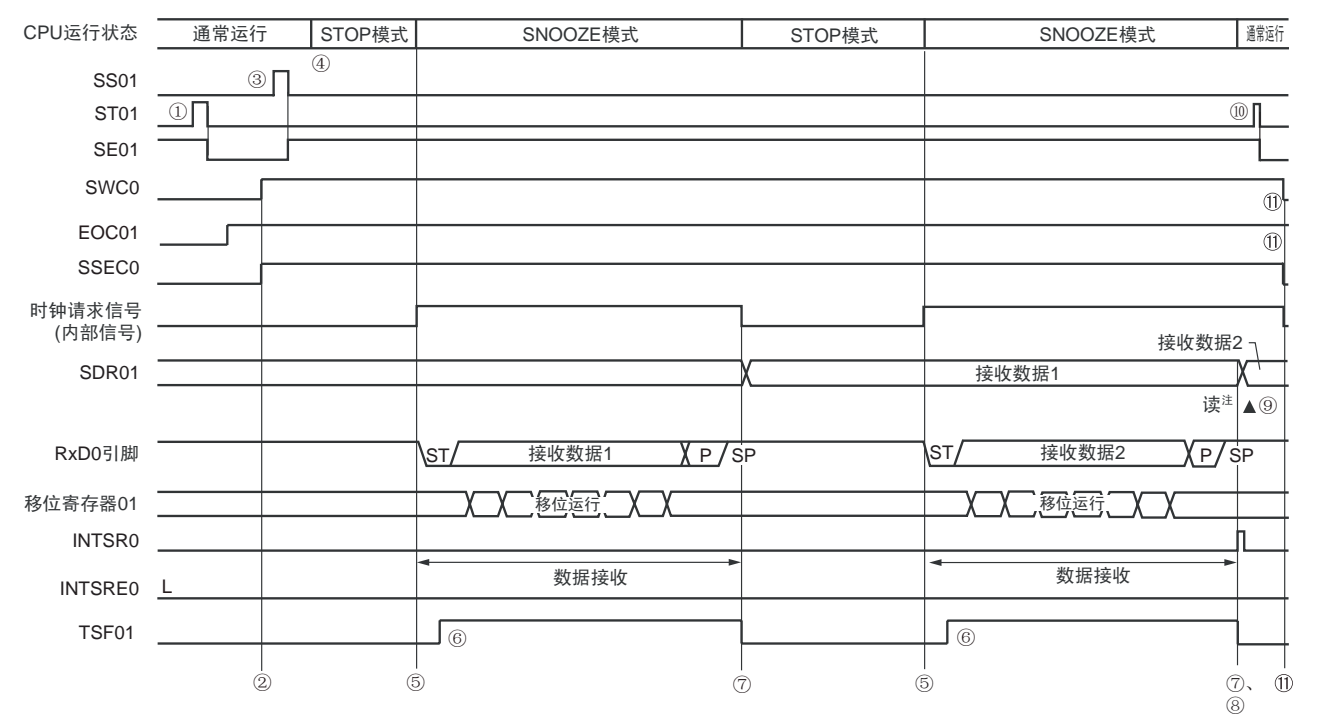 CPU运行状态 通常运行 STOP模式 SNOOZE模式 STOP模式 SNOOZE模式 通常运行
④
SS01 ③
ST01 ① ⑩
SE01
SWC0
⑪
EOC01
⑪
SSEC0
时钟请求信号
(内部信号)
接收数据2
SDR01 接收数据1
读注 ▲⑨
RxD0引脚 ST 接收数据1 P SP ST 接收数据2 P SP
移位寄存器01 移位运行 移位运行
INTSR0
数据接收 数据接收
INTSRE0 L
TSF01 ⑥ ⑥
② ⑤ ⑦ ⑤ ⑦、 ⑪
⑧